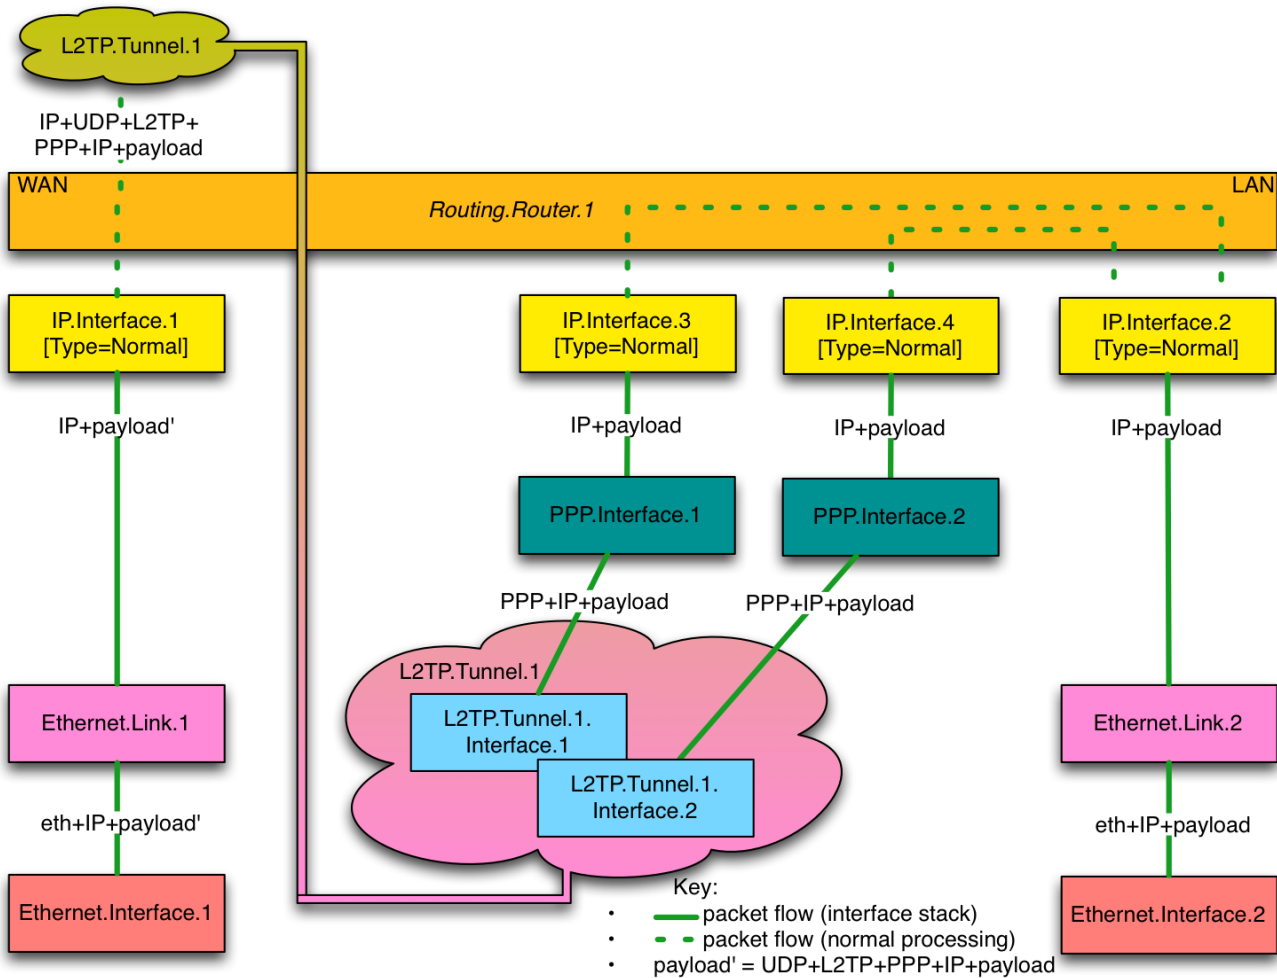 L2TP.Tunnel.1
IP+UDP+L2TP+
PPP+IP+payload
WAN
LAN
Routing.Router.1
IP.Interface.1
[Type=Normal]
IP.Interface.3
[Type=Normal]
IP.Interface.4
[Type=Normal]
IP.Interface.2
[Type=Normal]
IP+payload'
IP+payload
IP+payload
IP+payload
PPP.Interface.1
PPP.Interface.2
PPP+IP+payload
PPP+IP+payload
L2TP.Tunnel.1
L2TP.Tunnel.1.
Interface.1
L2TP.Tunnel.1.
Interface.2
Ethernet.Link.1
Ethernet.Link.2
eth+IP+payload'
eth+IP+payload
Ethernet.Interface.1
Ethernet.Interface.2
Key:
• packet flow (interface stack)
• packet flow (normal processing)
• payload' = UDP+L2TP+PPP+IP+payload